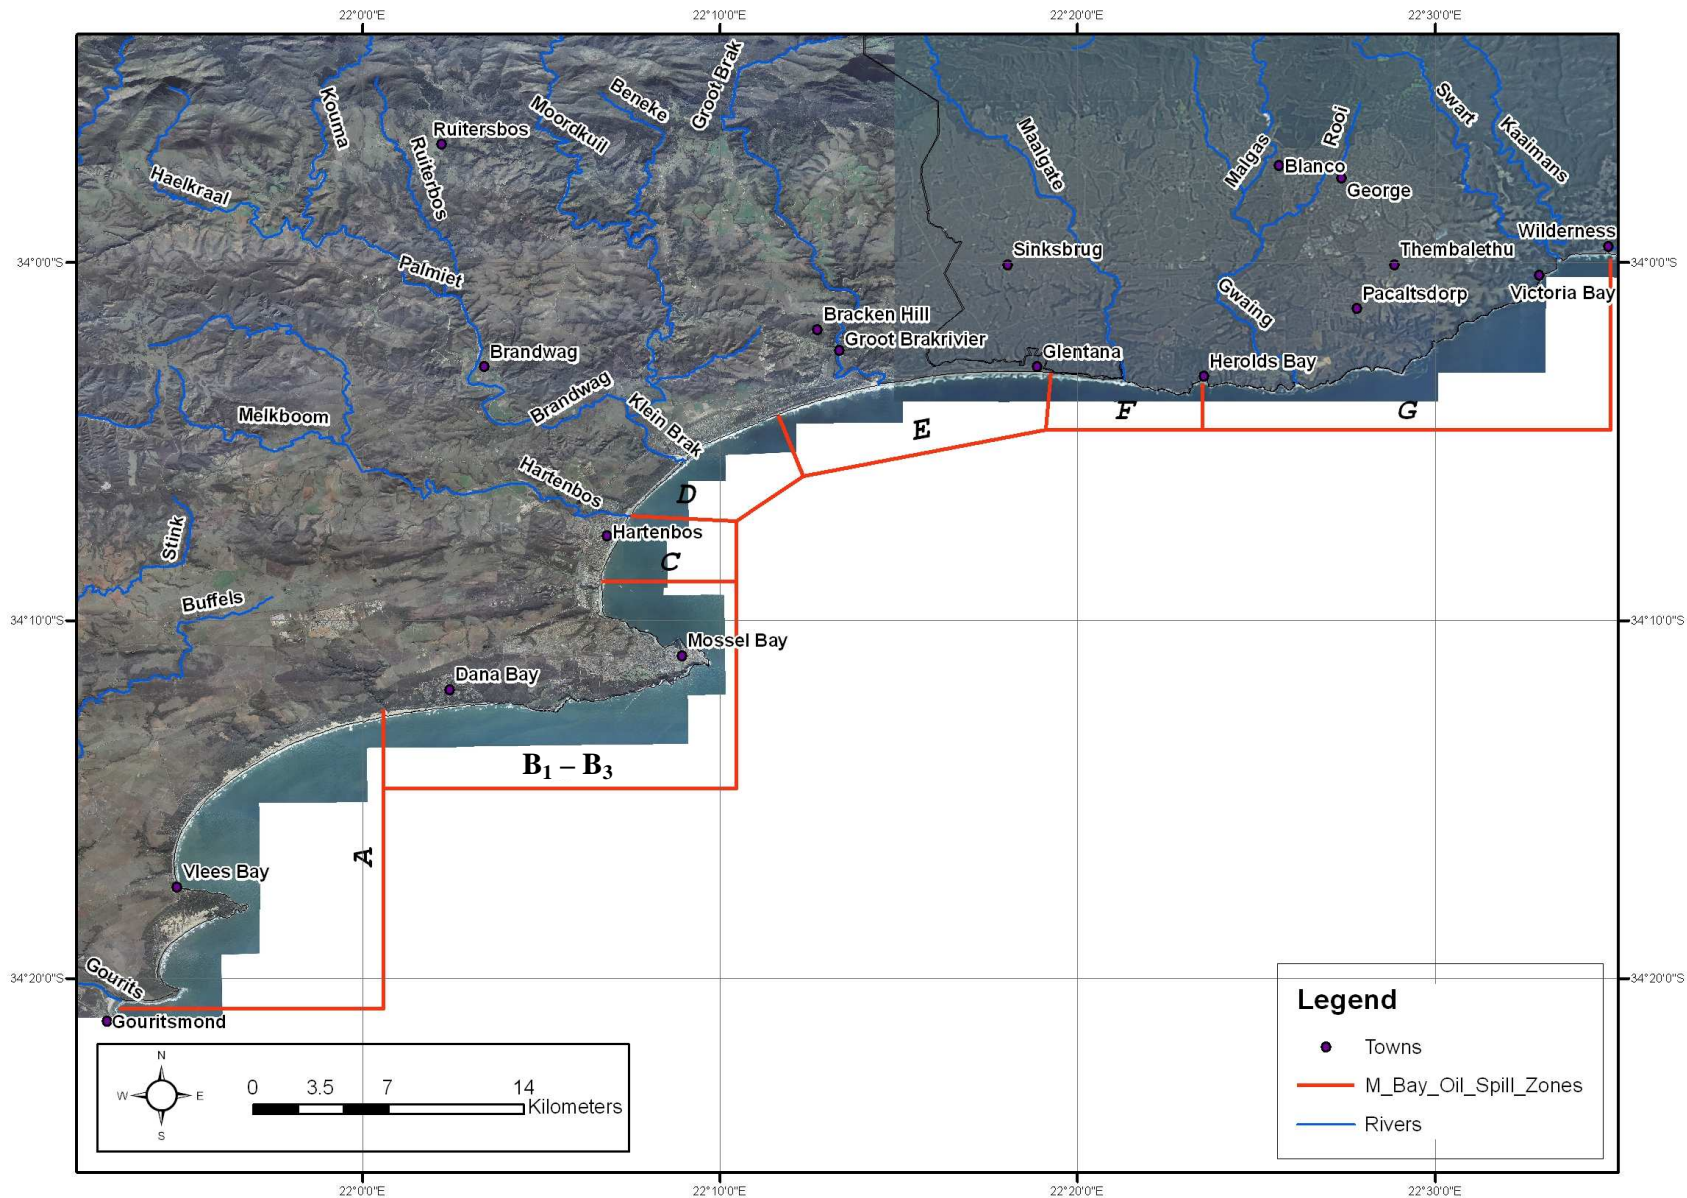 22°0'0"E
22°10'0"E
22°20'0"E
22°30'0"E
Kouma
Ruitersbos
Moordkuil
Beneke
Groot Brak
Haelkraal
Ruiterbos
Maalgate
Malgas
Rooi
Swart
Kaaimans
Blanco
George
Wilderness
34°0'0"S
34°0'0"S
Palmiet
Sinksbrug
Thembalethu
Gwaing
Pacaltsdorp
Victoria Bay
Bracken Hill
Groot Brakrivier
Brandwag
Glentana
Herolds Bay
Brandwag
Melkboom
Klein Brak
E
F
G
Hartenbos
D
Stink
Hartenbos
C
Buffels
34°10'0"S
34°10'0"S
Mossel Bay
Dana Bay
B1 – B3
A
Vlees Bay
Gourits
34°20'0"S
34°20'0"S
Gouritsmond
N
W
E
S
0 3.5 7 14
Kilometers
Legend
Towns
M_Bay_Oil_Spill_Zones
Rivers
22°0'0"E
22°10'0"E
22°20'0"E
22°30'0"E